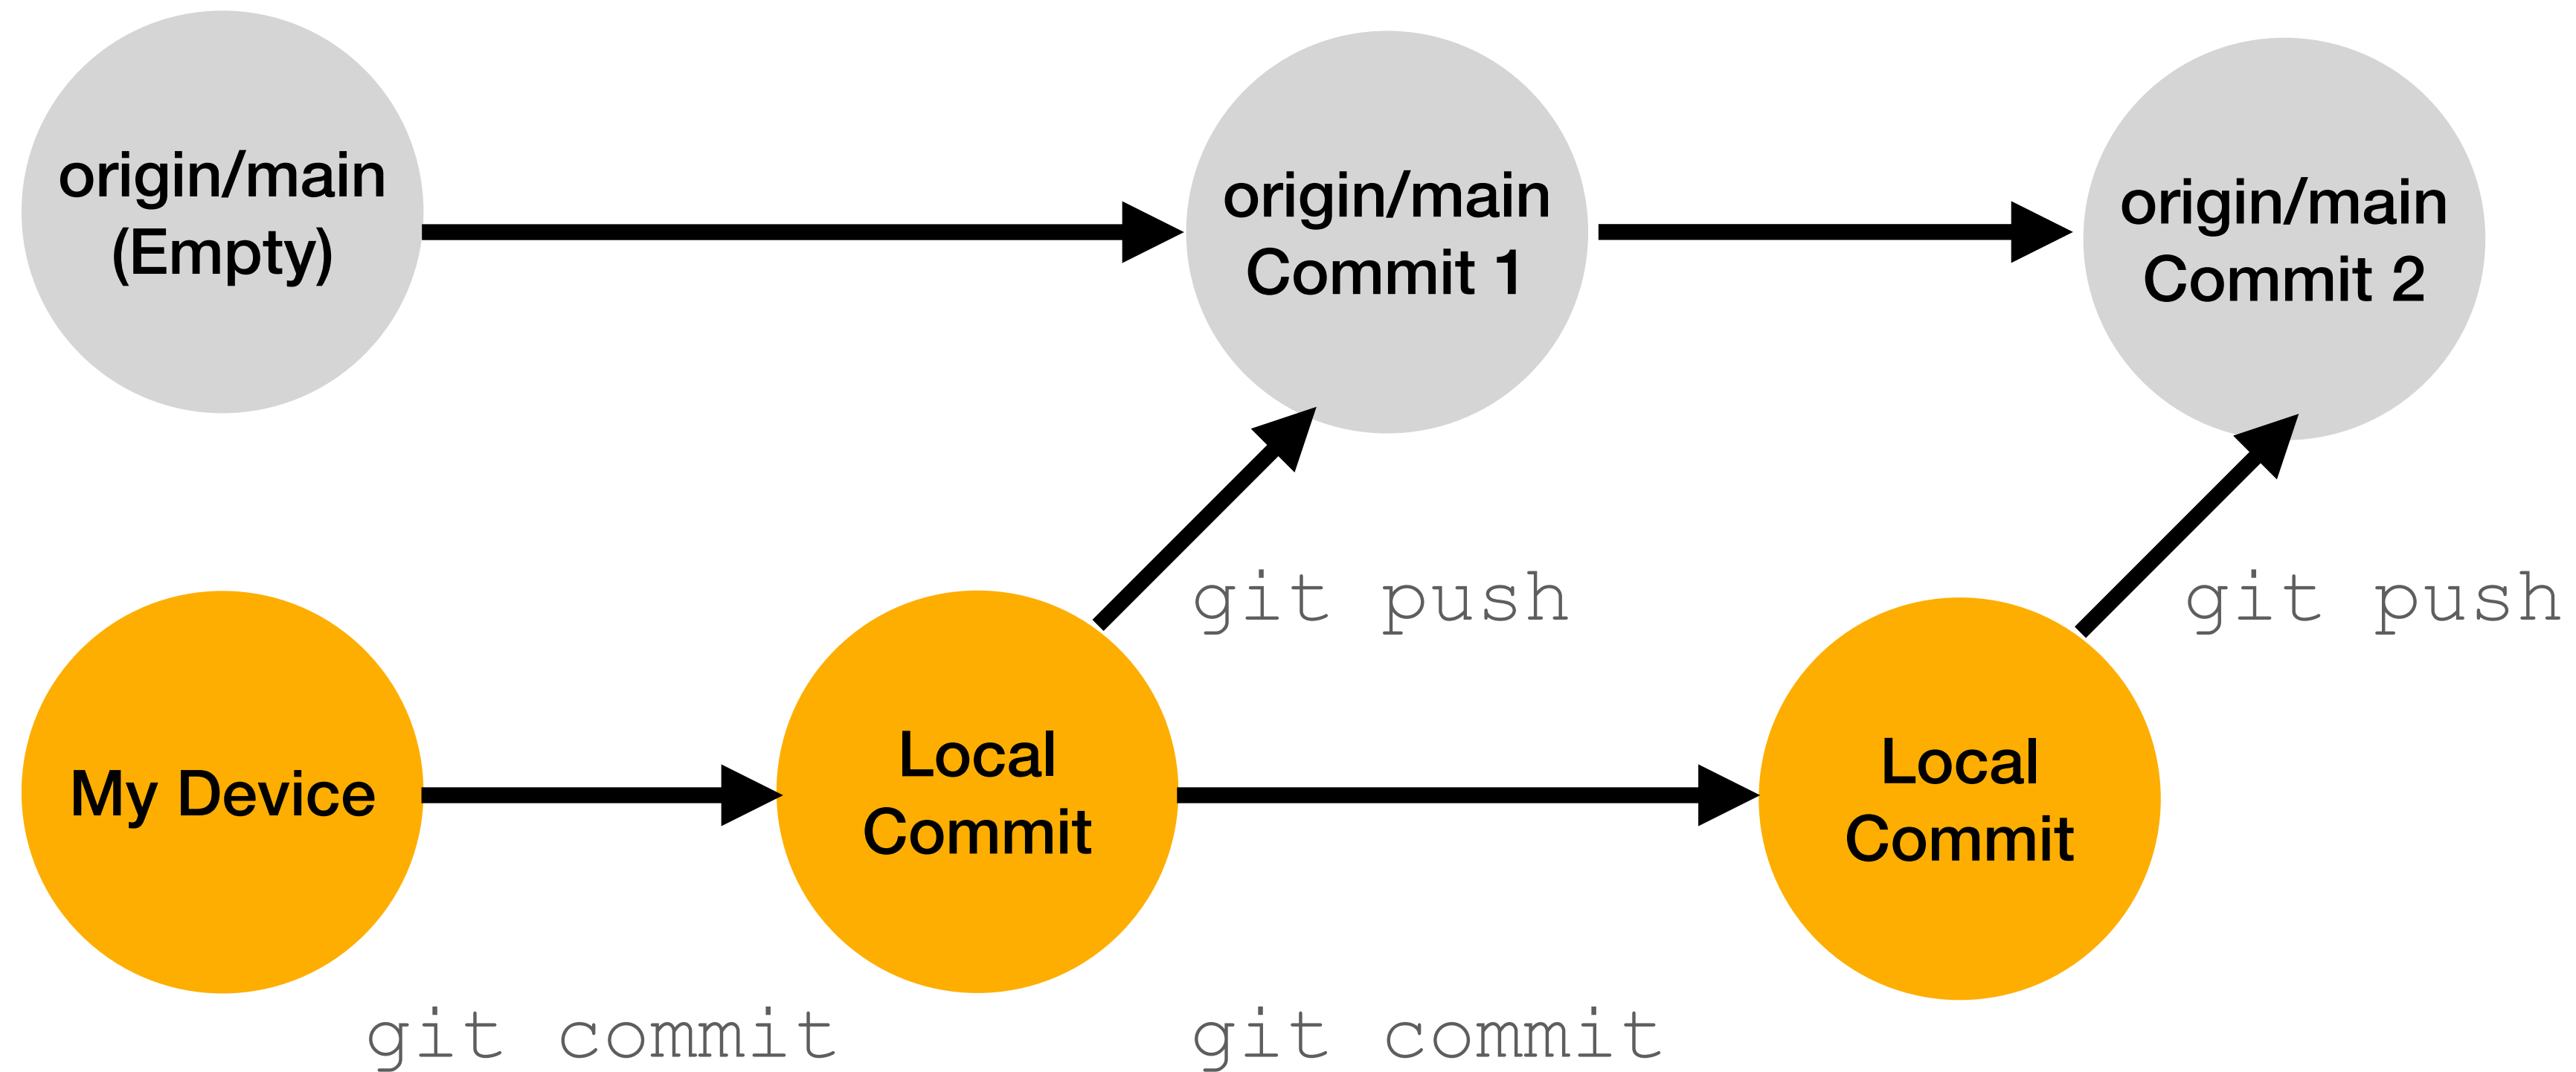 origin/main
(Empty)
origin/main
Commit 1
origin/main
Commit 2
git push
git push
My Device
Local
Commit
Local
Commit
git commit
git commit